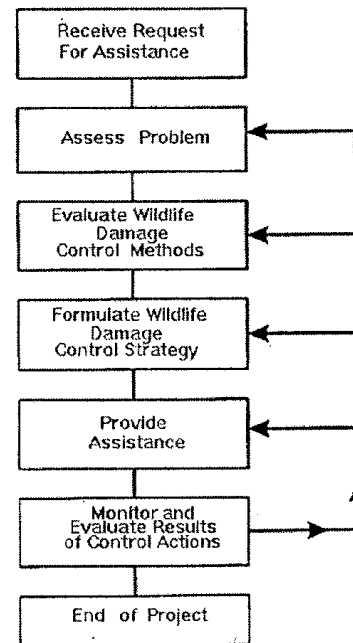 Receive Request
For Assistance
Assess Problem
Evaluate Wildlife
Damage
Control Methods
Formulate Wildlife
Damage
Control Strategy
Provide
Assistance
Monitor and
Evaluate Results
of Control Actions
End of Project